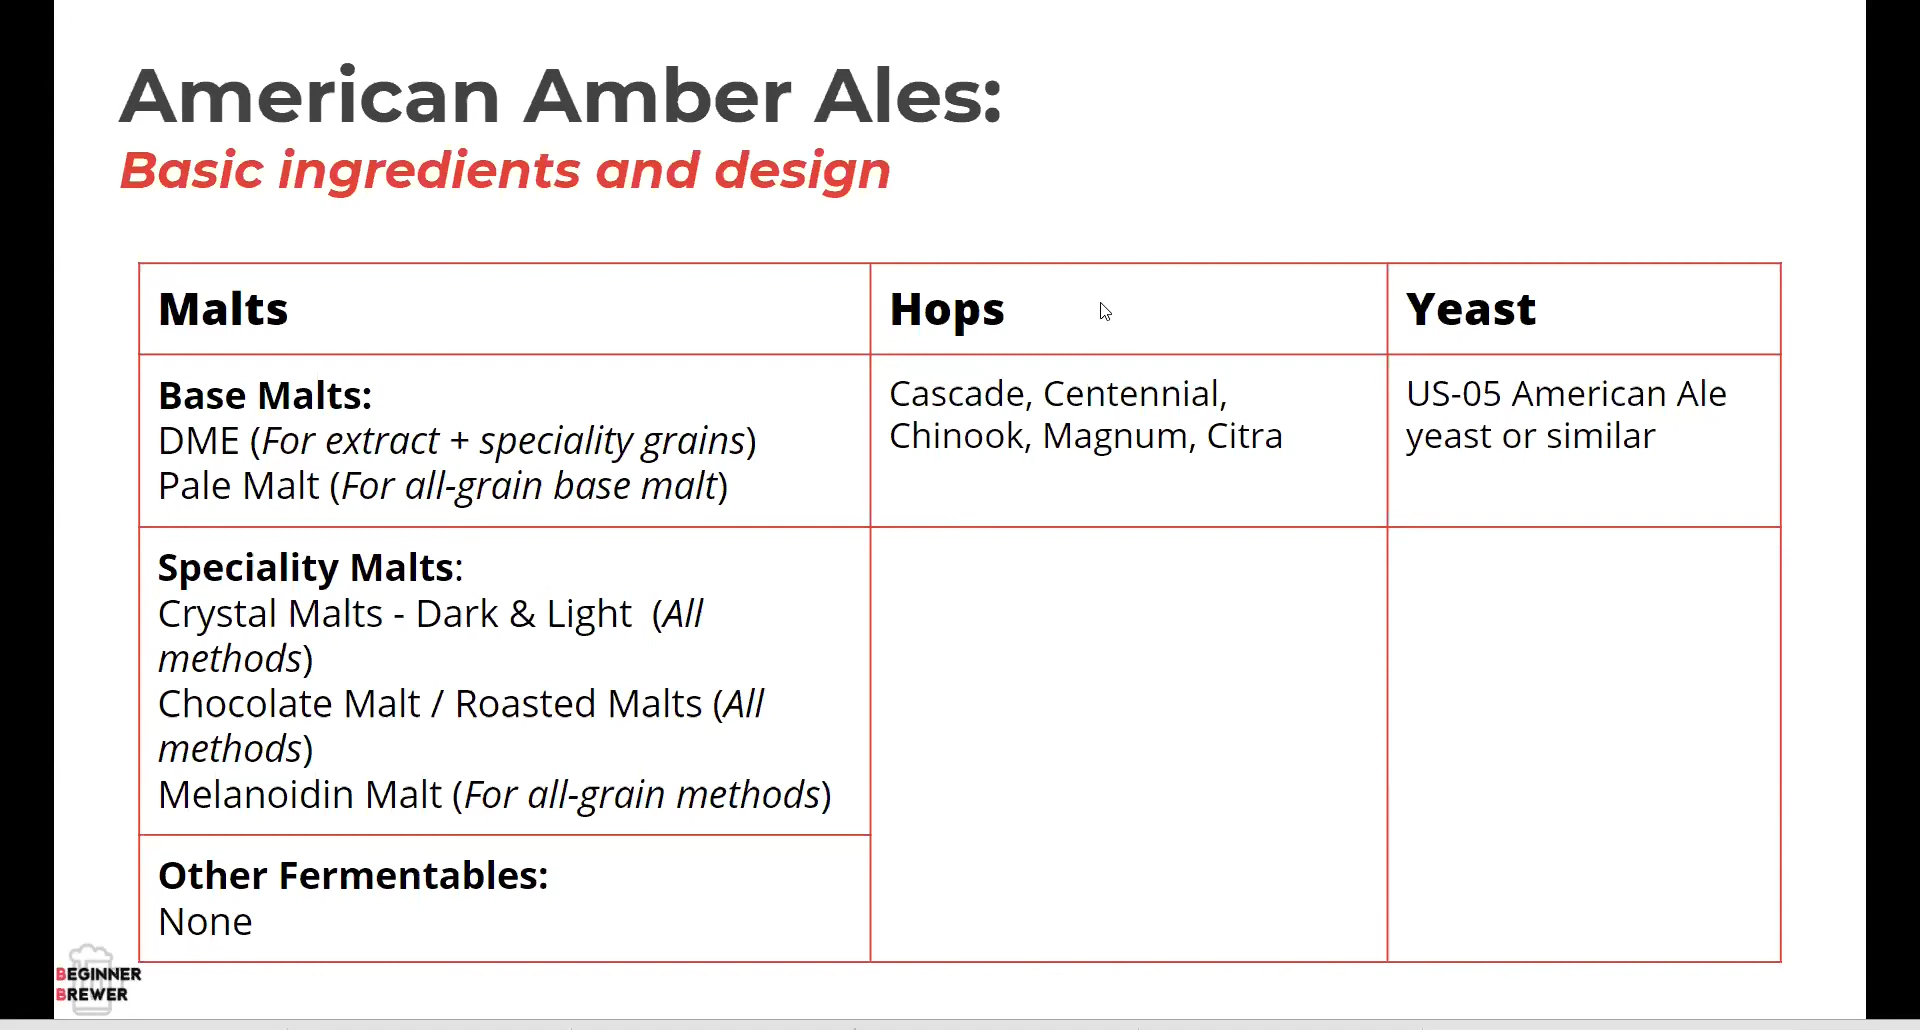 American Amber Ales:
Basic ingredients and design
Malts
Hops
Yeast
Base Malts:
DME (For extract + speciality grains)
Pale Malt (For all-grain base malt)
Cascade, Centennial,
Chinook, Magnum, Citra
US-05 American Ale
yeast or similar
Speciality Malts:
Crystal Malts - Dark & Light (All
methods)
Chocolate Malt / Roasted Malts (All
methods)
Melanoidin Malt (For all-grain methods)
Other Fermentables:
None
BEGINNER
BREWER